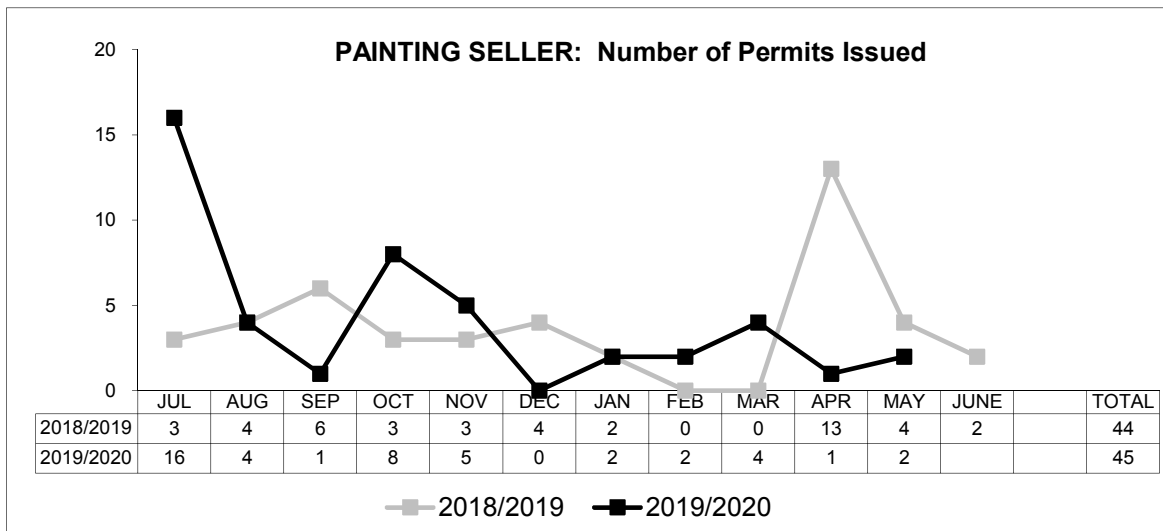 PAINTING SELLER: Number of Permits Issued
20
15
10
5
0
JUL AUG SEP OCT NOV DEC JAN FEB MAR APR MAY JUNE TOTAL
2018/2019 3 4 6 3 3 4 2 0 0 13 4 2 44
2019/2020 16 4 1 8 5 0 2 2 4 1 2 45
2018/2019 2019/2020